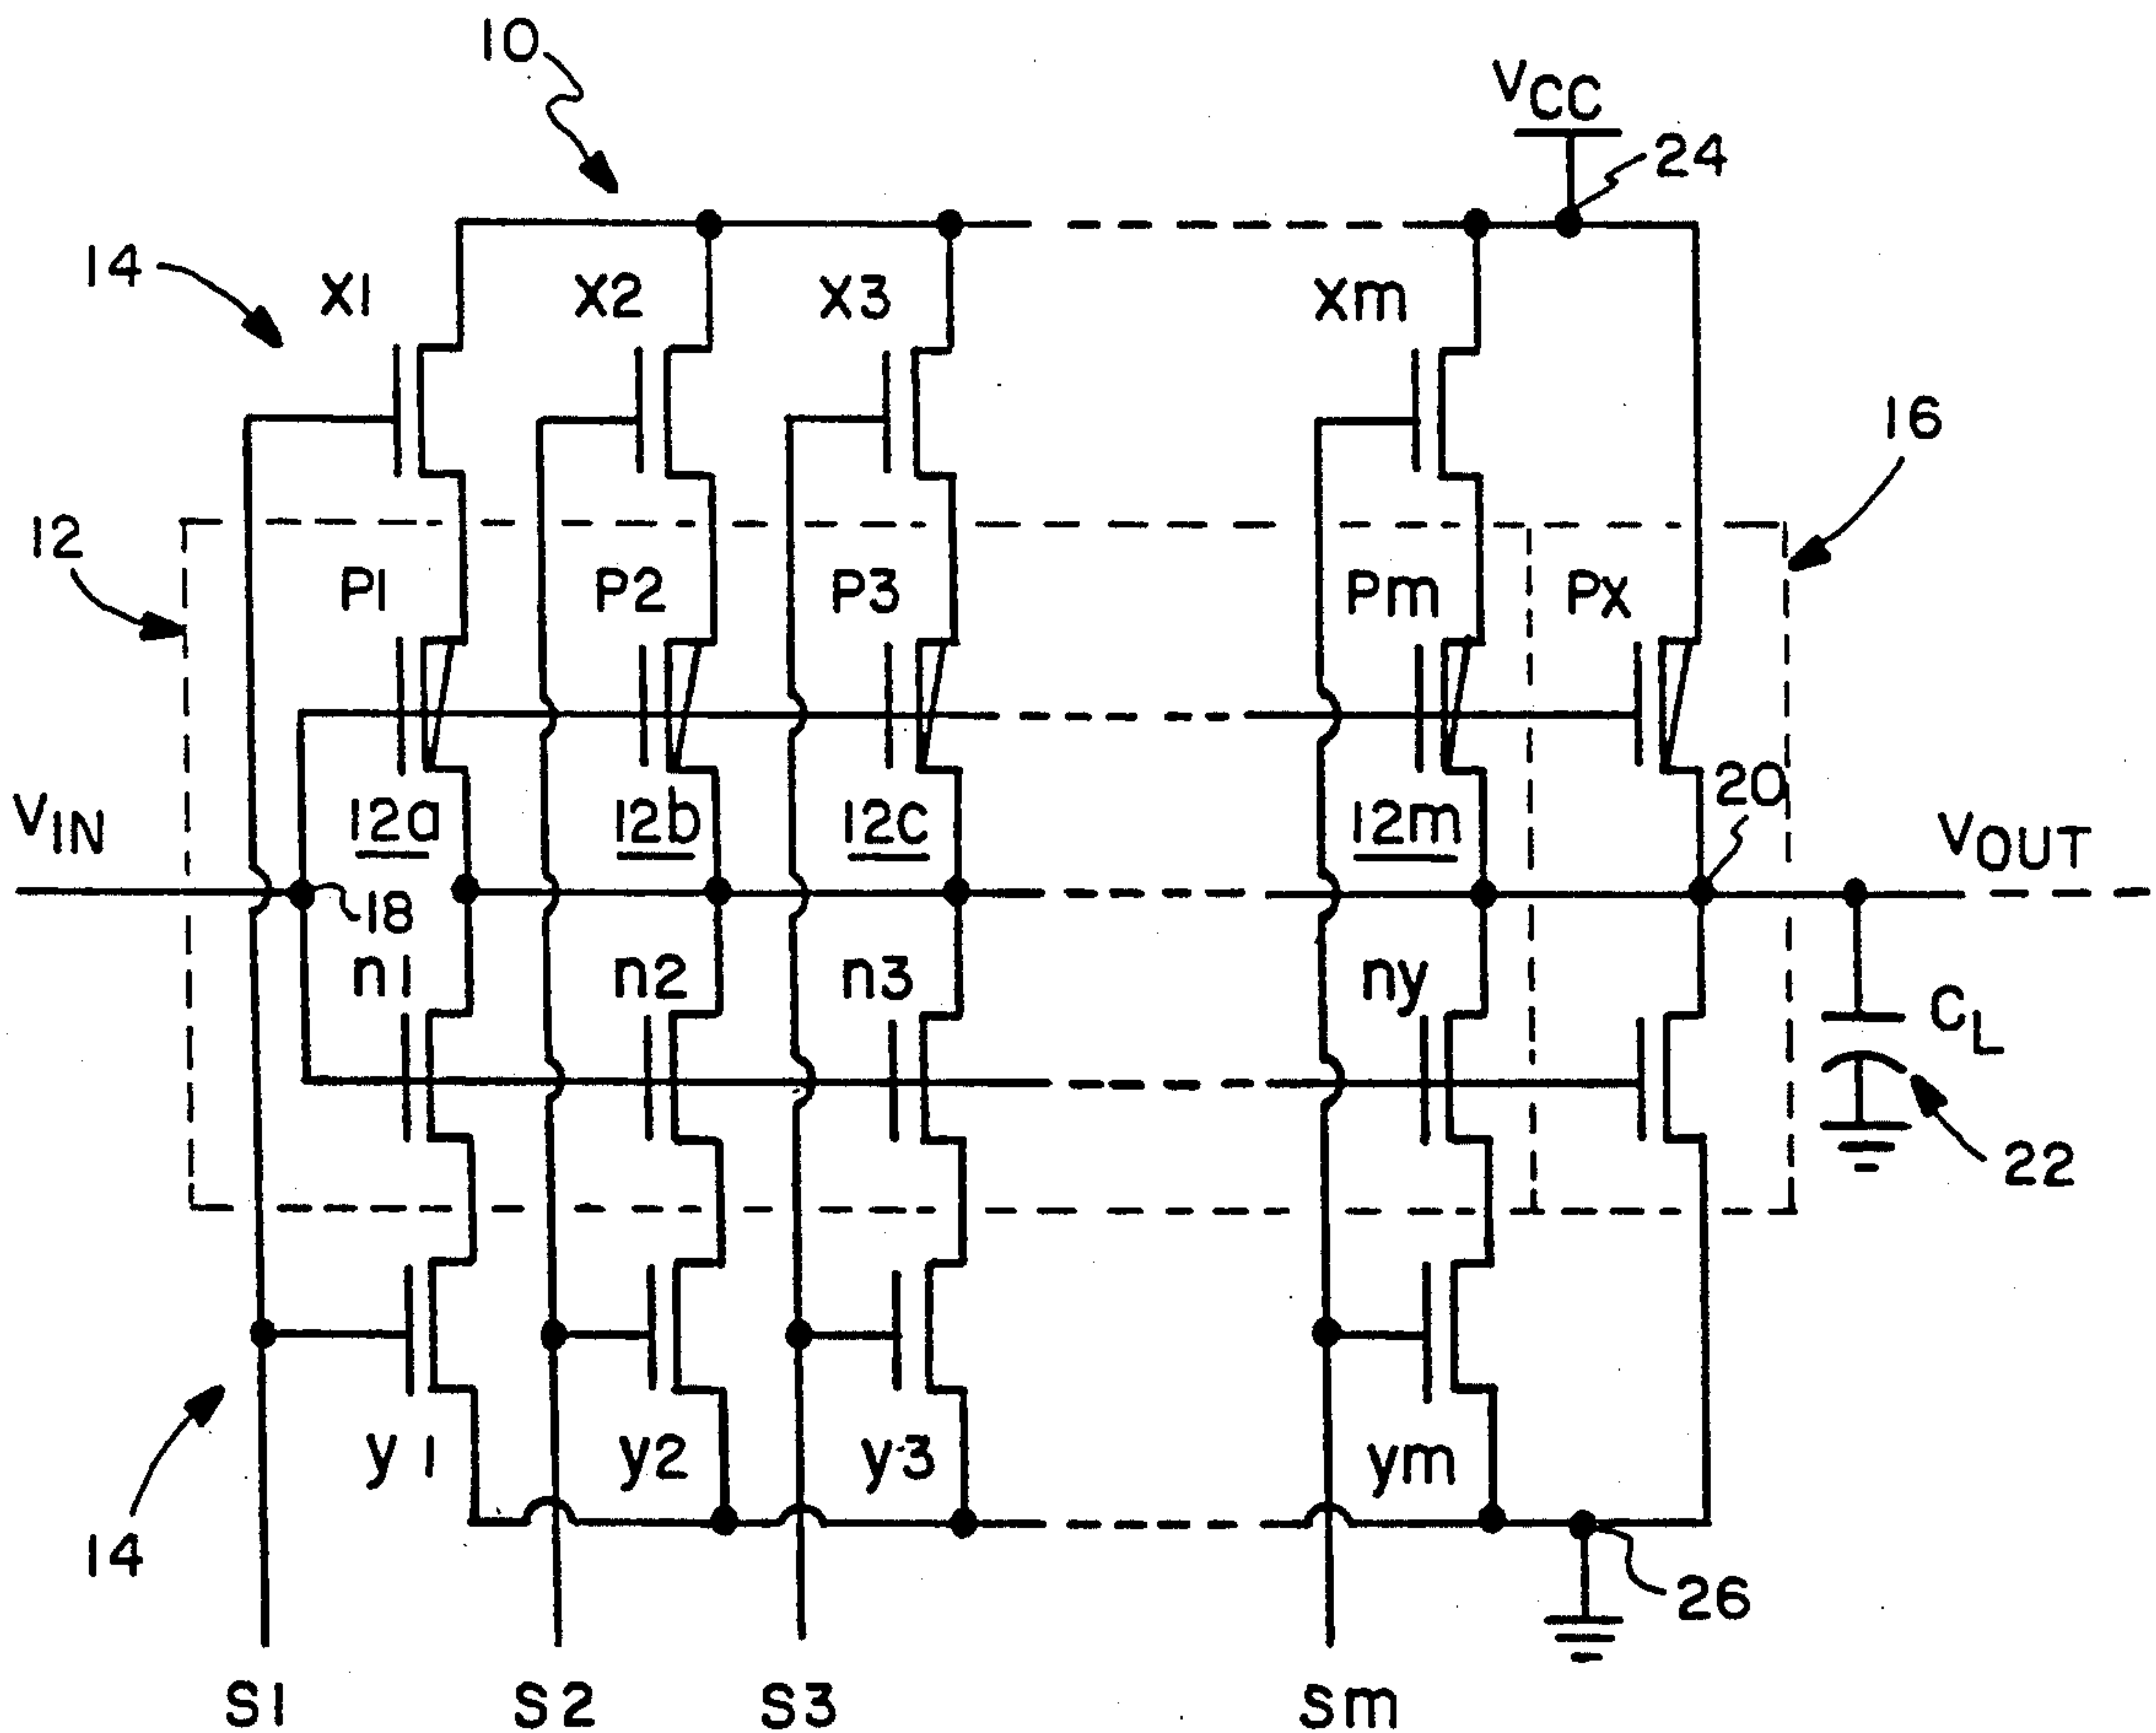 10
VCC
24
14
X1
X2
X3
Xm
16
12
P1
P2
P3
Pm
PX
20
VIN
12a
12b
12c
12m
VOUT
18
n1
n2
n3
ny
CL
22
y1
y2
y3
ym
14
26
S1
S2
S3
Sm